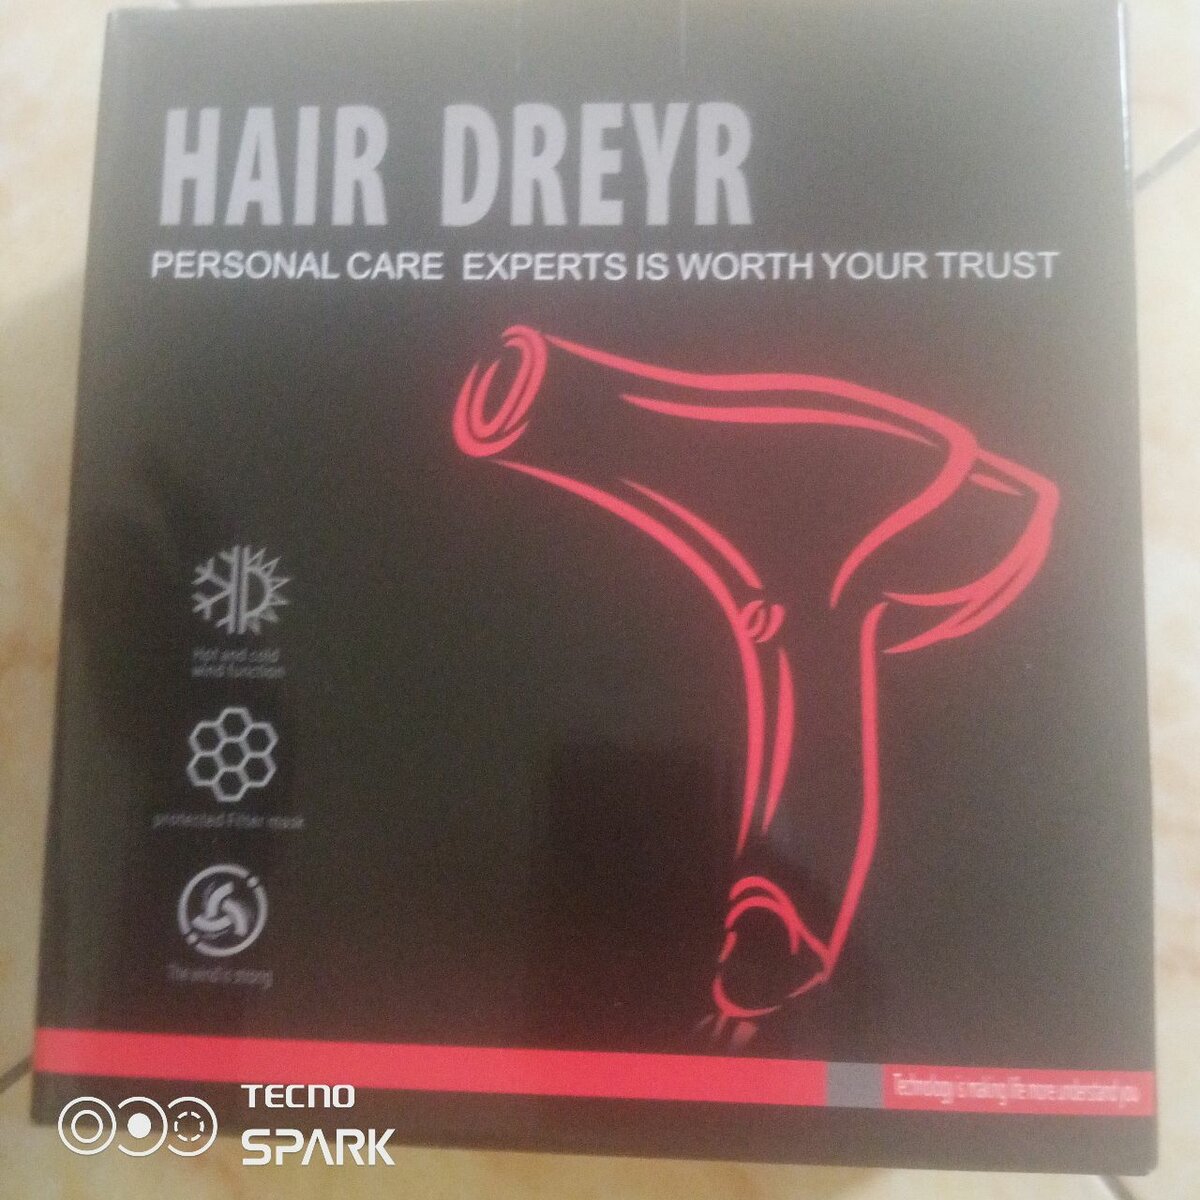 HAIR DREYR
PERSONAL CARE EXPERTS IS WORTH YOUR TRUST
Hot and cold
wind function
protected Filter mask
The wind is strong
Technology is making life more understand you
TECNO
SPARK